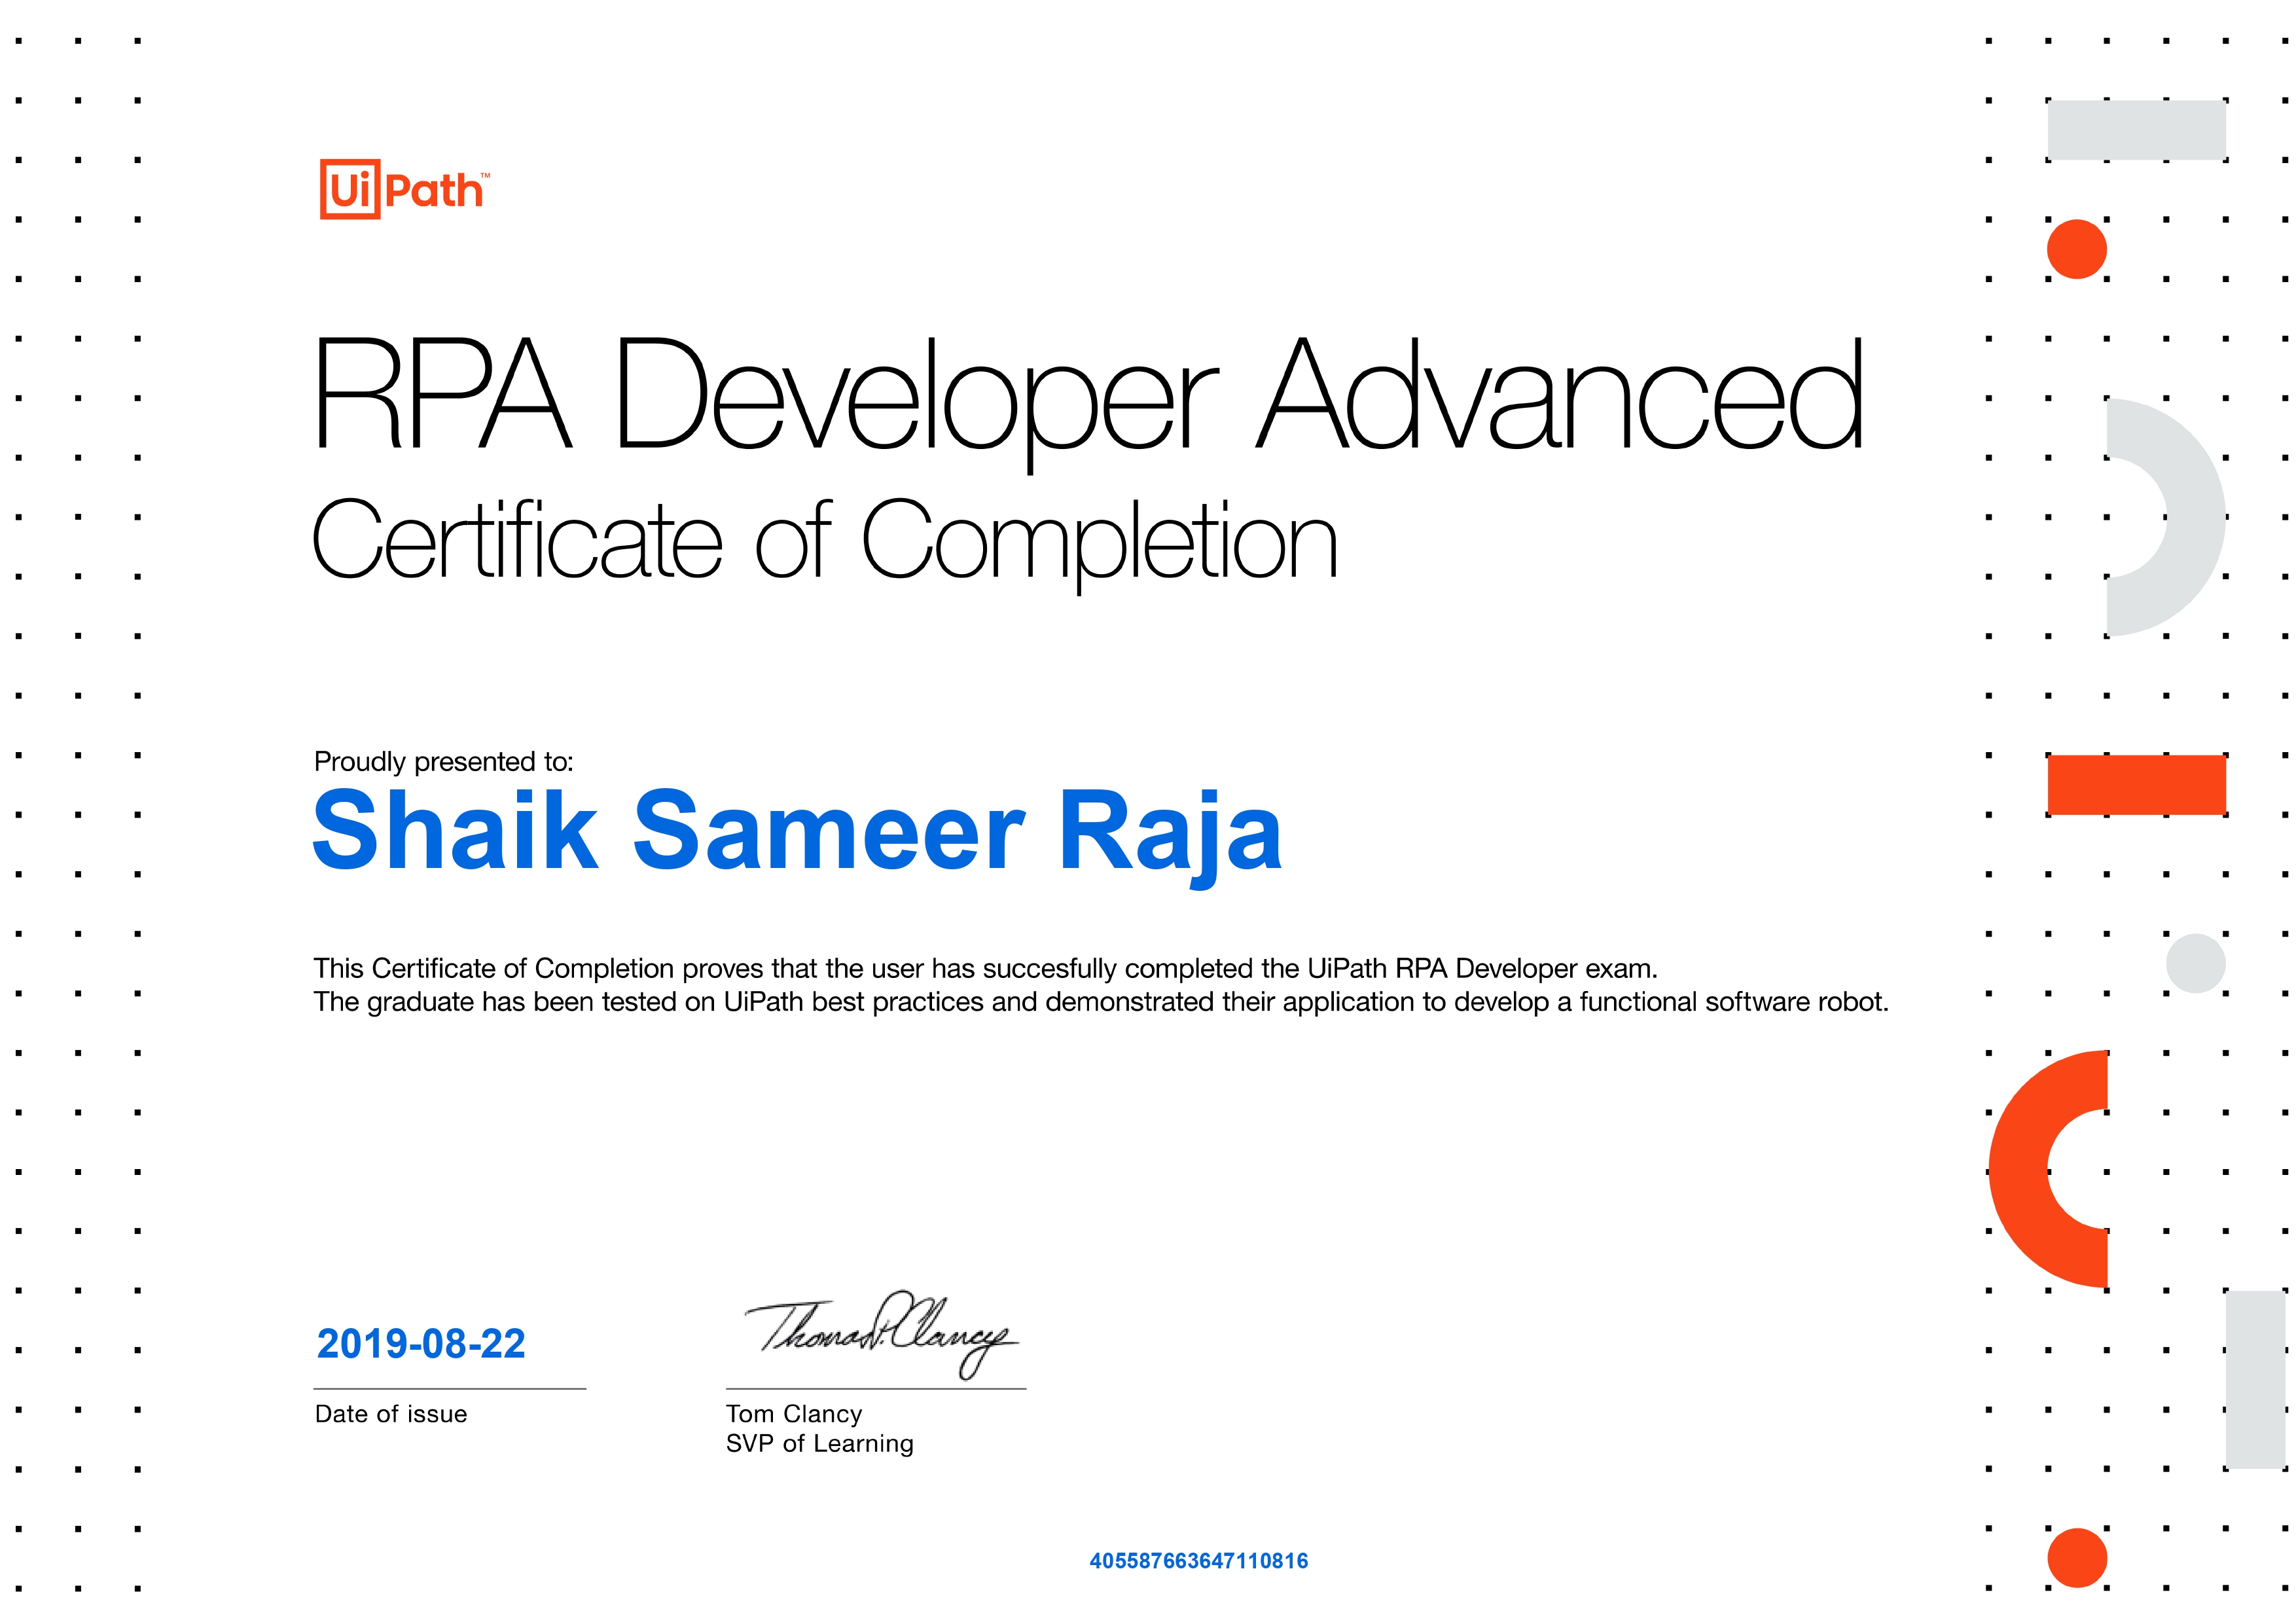 UiPath™
RPA Developer Advanced
Certificate of Completion
Proudly presented to:
Shaik Sameer Raja
This Certificate of Completion proves that the user has succesfully completed the UiPath RPA Developer exam.
The graduate has been tested on UiPath best practices and demonstrated their application to develop a functional software robot.
2019-08-22
Thomas P. Clancy
Date of issue
Tom Clancy
SVP of Learning
405587663647110816